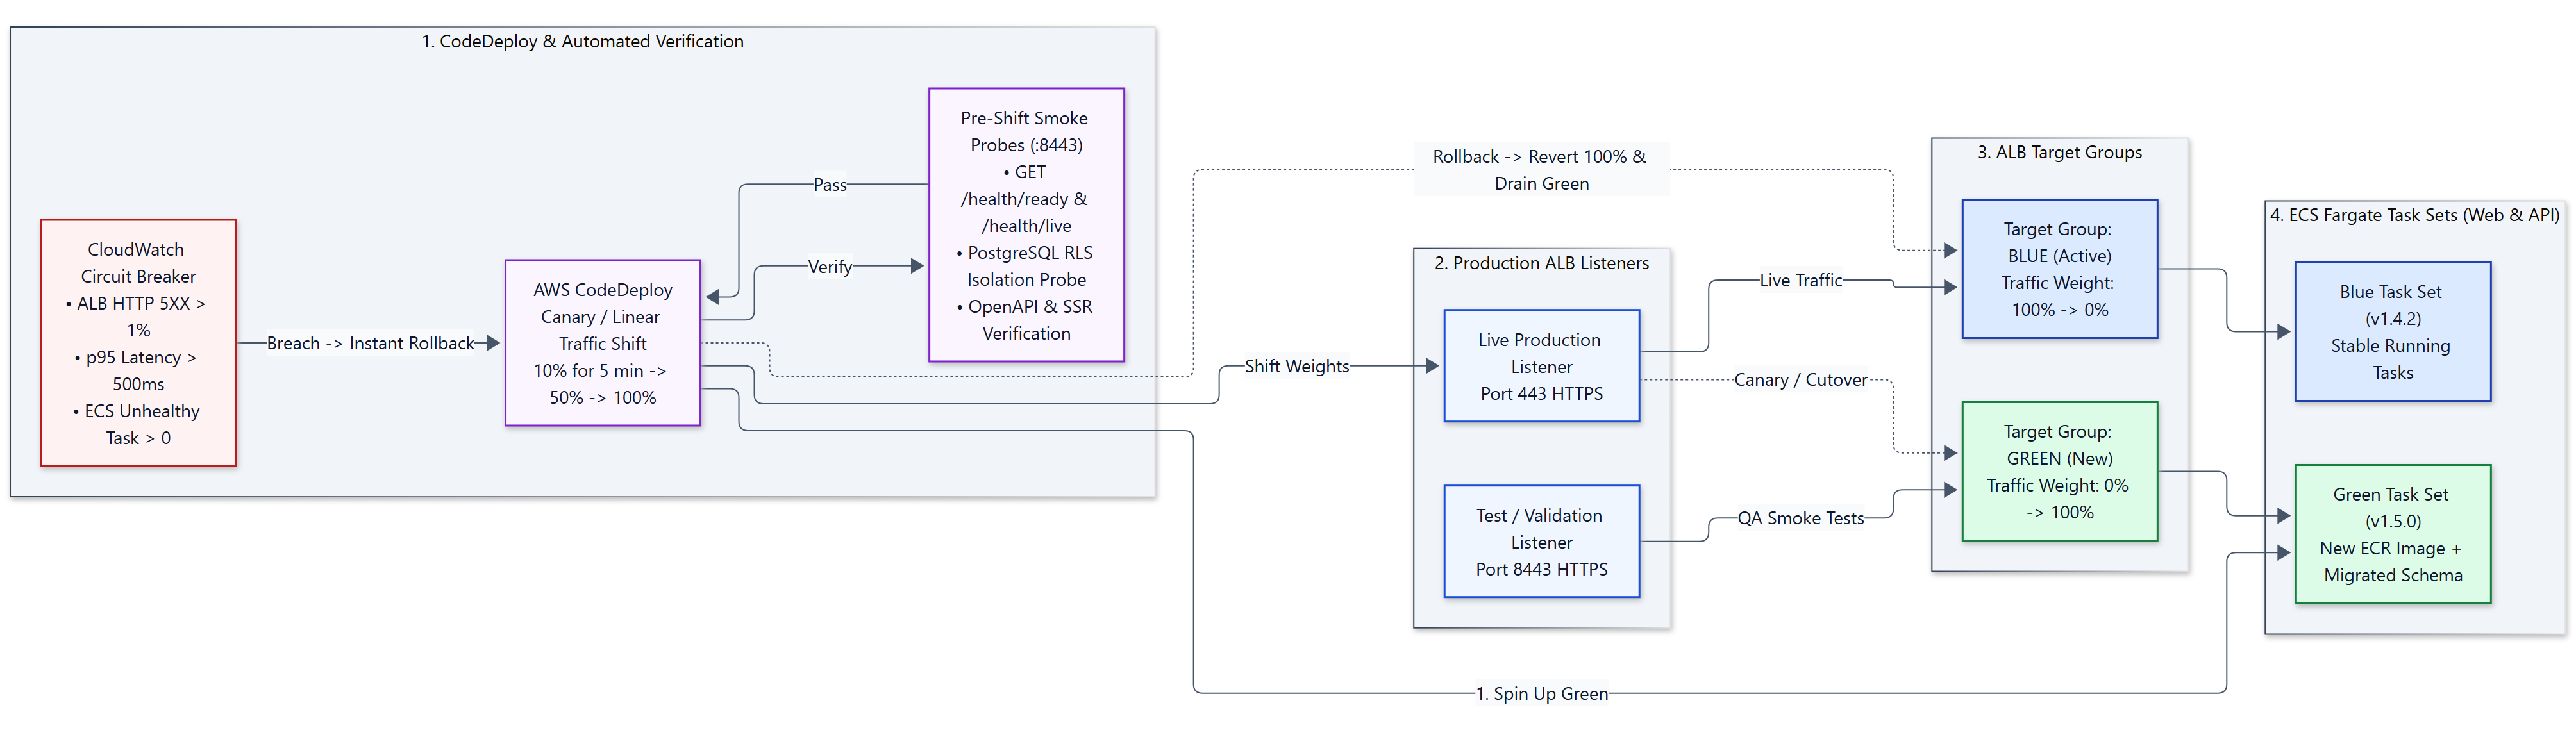 1. CodeDeploy & Automated Verification
CloudWatch
Circuit Breaker
• ALB HTTP 5XX >
1%
• p95 Latency >
500ms
• ECS Unhealthy
Task > 0
Breach -> Instant Rollback
AWS CodeDeploy
Canary / Linear
Traffic Shift
10% for 5 min ->
50% -> 100%
Pass
Verify
Pre-Shift Smoke
Probes (:8443)
• GET
/health/ready &
/health/live
• PostgreSQL RLS
Isolation Probe
• OpenAPI & SSR
Verification
Rollback -> Revert 100% &
Drain Green
Shift Weights
1. Spin Up Green
2. Production ALB Listeners
Live Production
Listener
Port 443 HTTPS
Test / Validation
Listener
Port 8443 HTTPS
Live Traffic
Canary / Cutover
QA Smoke Tests
3. ALB Target Groups
Target Group:
BLUE (Active)
Traffic Weight:
100% -> 0%
Target Group:
GREEN (New)
Traffic Weight: 0%
-> 100%
4. ECS Fargate Task Sets (Web & API)
Blue Task Set
(v1.4.2)
Stable Running
Tasks
Green Task Set
(v1.5.0)
New ECR Image +
Migrated Schema